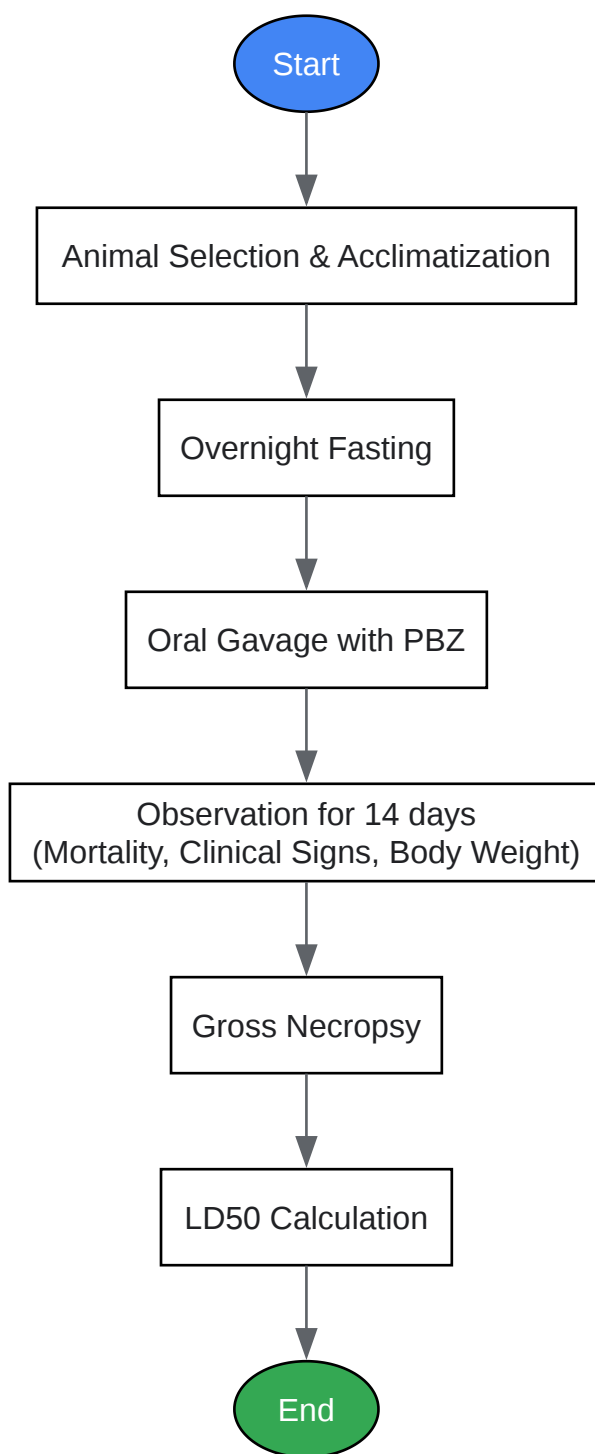 Start
Animal Selection & Acclimatization
Overnight Fasting
Oral Gavage with PBZ
Observation for 14 days
(Mortality, Clinical Signs, Body Weight)
Gross Necropsy
LD50 Calculation
End